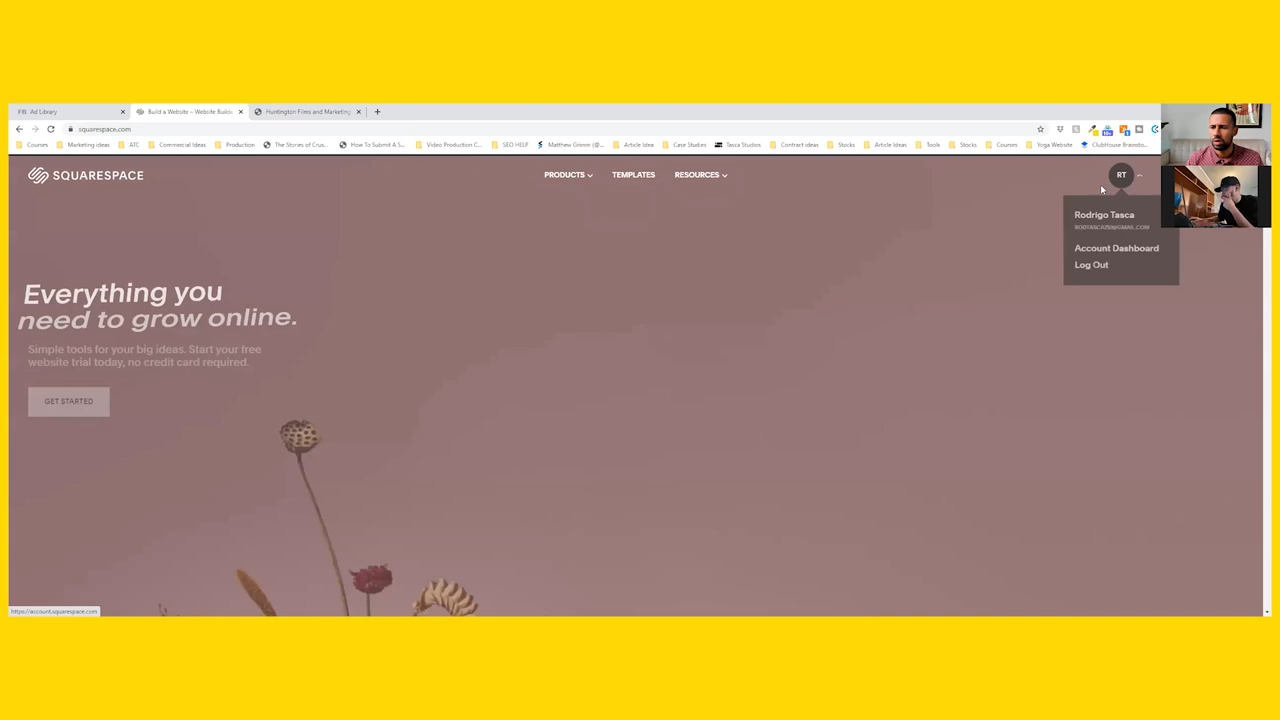 FB Ad Library
Build a Website – Website Builde
Huntington Films and Marketing
squarespace.com
Courses
Marketing ideas
ATC
Commercial Ideas
Production
The Stories of Crus...
How To Submit A S...
Video Production C...
SEO HELP
Matthew Grimm (@...
Article Idea
Case Studies
Tasca Studios
Contract ideas
Stocks
Article Ideas
Tools
Stocks
Courses
Yoga Website
ClubHouse Brainsto...
SQUARESPACE
PRODUCTS
TEMPLATES
RESOURCES
RT
Rodrigo Tasca
Account Dashboard
Log Out
Everything you
need to grow online.
Simple tools for your big ideas. Start your free
website trial today, no credit card required.
GET STARTED
https://account.squarespace.com